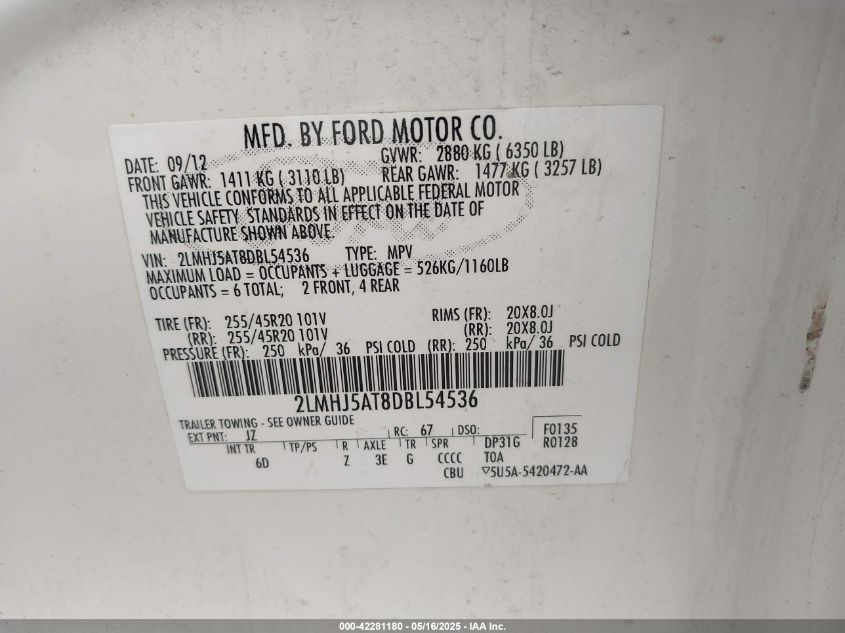 MFD. BY FORD MOTOR CO.
DATE: 09/12 GVWR: 2880 KG ( 6350 LB)
FRONT GAWR: 1411 KG ( 3110 LB) REAR GAWR: 1477 KG ( 3257 LB)
THIS VEHICLE CONFORMS TO ALL APPLICABLE FEDERAL MOTOR
VEHICLE SAFETY STANDARDS IN EFFECT ON THE DATE OF
MANUFACTURE SHOWN ABOVE.
VIN: 2LMHJ5AT8DBL54536 TYPE: MPV
MAXIMUM LOAD = OCCUPANTS + LUGGAGE = 526KG/1160LB
OCCUPANTS = 6 TOTAL; 2 FRONT, 4 REAR
TIRE (FR): 255/45R20 101V RIMS (FR): 20X8.0J
(RR): 255/45R20 101V (RR): 20X8.0J
PRESSURE (FR): 250 kPa/ 36 PSI COLD (RR): 250 kPa/ 36 PSI COLD
2LMHJ5AT8DBL54536
TRAILER TOWING - SEE OWNER GUIDE
EXT PNT: JZ RC: 67 DSO: F0135
INT TR TP/PS R AXLE TR SPR DP31G R0128
6D Z 3E G CCCC TOA
CBU ▽5U5A-5420472-AA
000-42281180 - 05/16/2025 - IAA Inc.